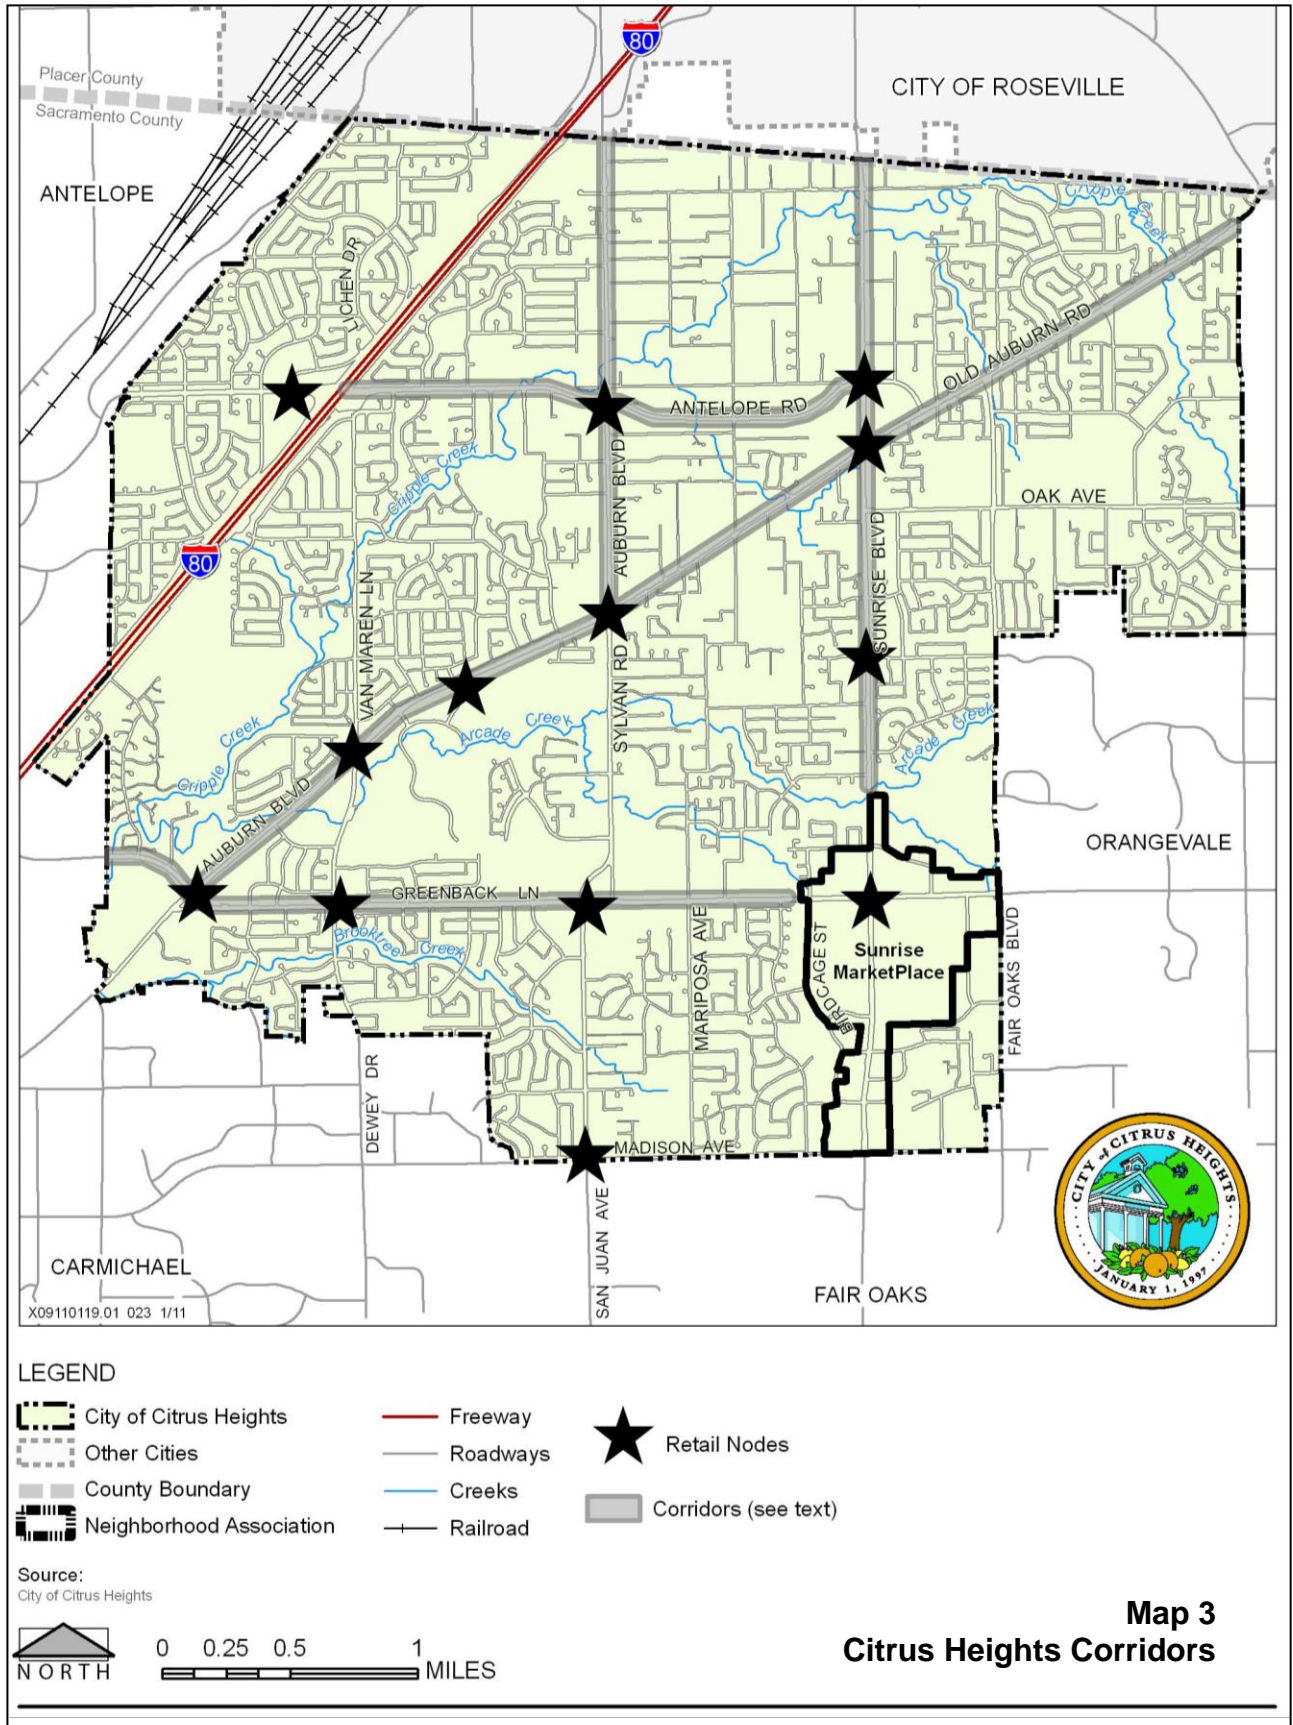 80
Placer County
CITY OF ROSEVILLE
Sacramento County
ANTELOPE
Cripple
Creek
LICHEN DR
OLD AUBURN RD
ANTELOPE RD
AUBURN BLVD
Cripple Creek
OAK AVE
SUNRISE BLVD
80
VAN MAREN LN
SYLVAN RD
Cripple Creek
Arcade Creek
Arcade Creek
AUBURN BLVD
ORANGEVALE
GREENBACK LN
Brooktree Creek
MARIPOSA AVE
BIRDCAGE ST
Sunrise
MarketPlace
FAIR OAKS BLVD
DEWEY DR
MADISON AVE
SAN JUAN AVE
CITY of CITRUS HEIGHTS
JANUARY 1, 1997
CARMICHAEL
FAIR OAKS
X09110119.01 023 1/11
LEGEND
City of Citrus Heights
Other Cities
County Boundary
Neighborhood Association
Freeway
Roadways
Creeks
Railroad
Retail Nodes
Corridors (see text)
Source:
City of Citrus Heights
NORTH
0 0.25 0.5 1
MILES
Map 3
Citrus Heights Corridors